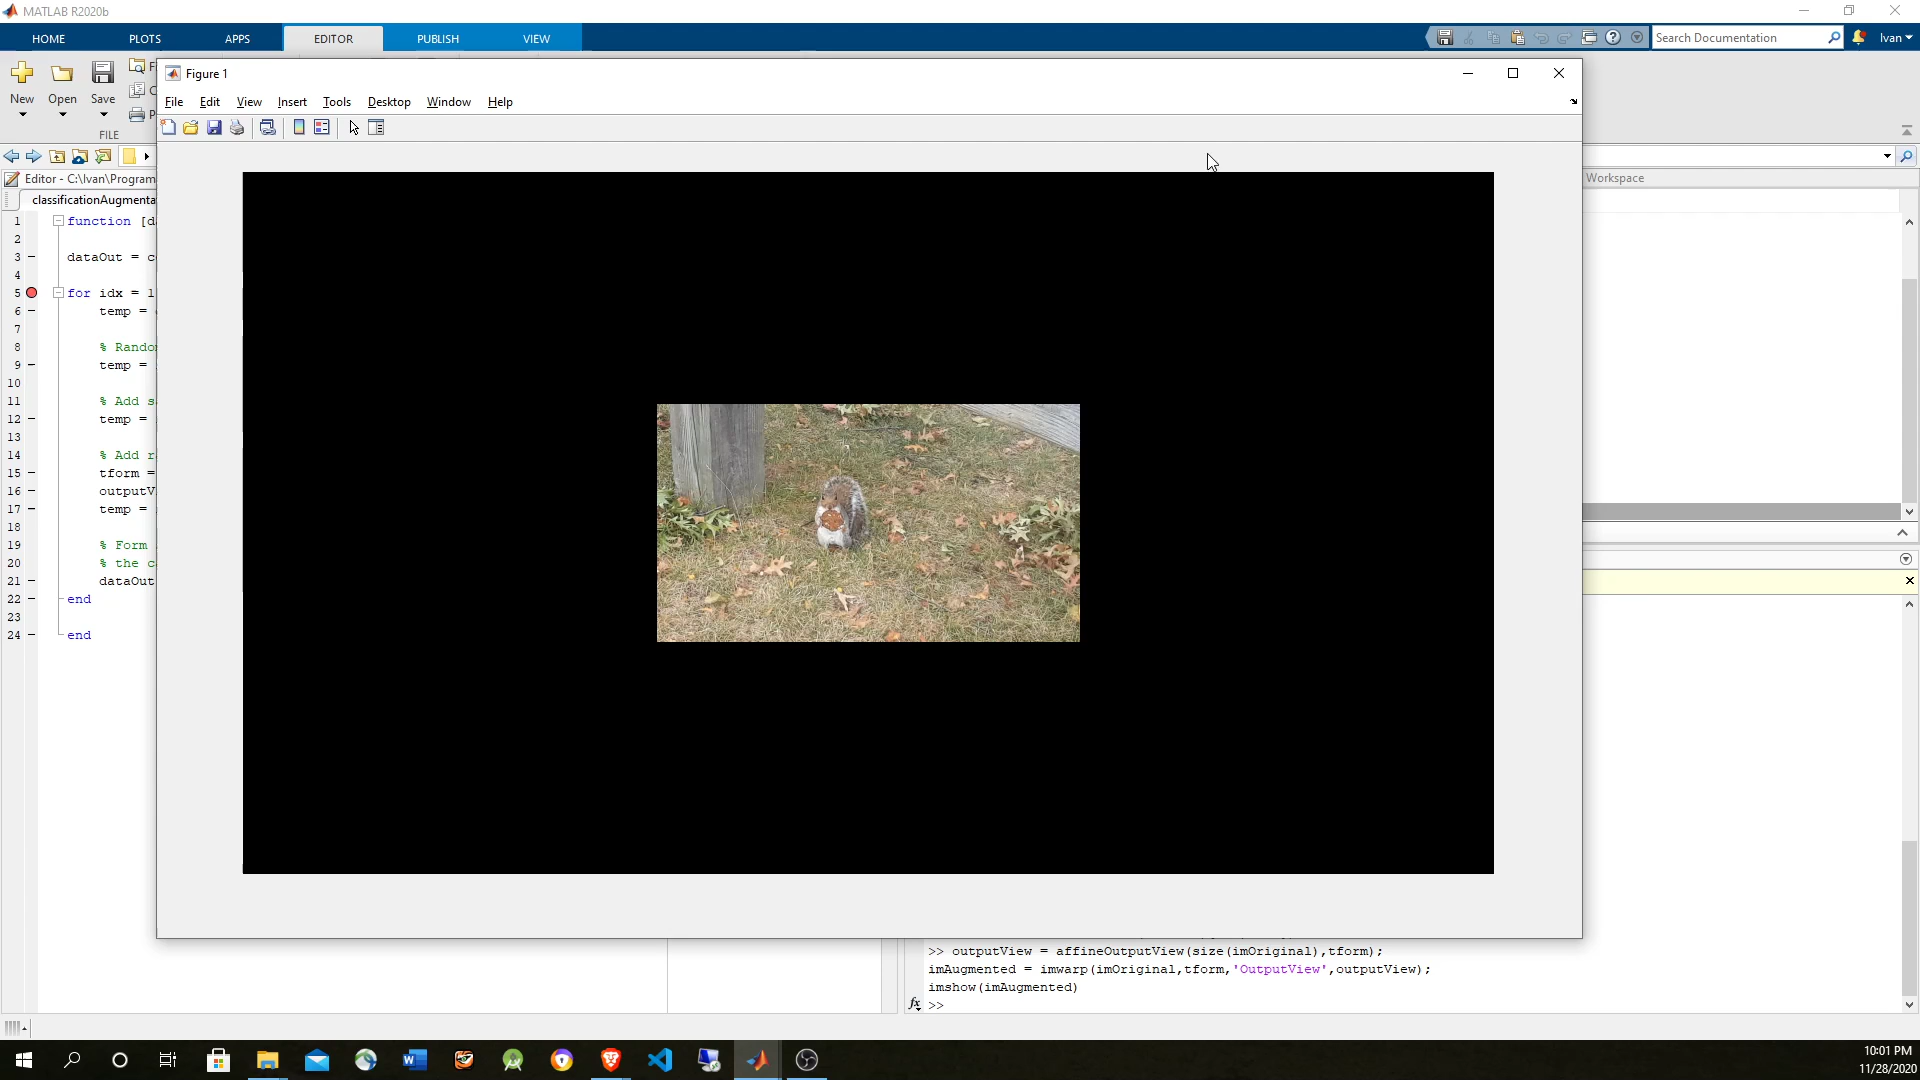 MATLAB R2020b
HOME PLOTS APPS EDITOR PUBLISH VIEW
Search Documentation
Ivan
New Open Save
FILE
Figure 1
File Edit View Insert Tools Desktop Window Help
Editor - C:\Ivan\Program
Workspace
classificationAugmenta
1 function [d
2
3 dataOut = c
4
5 for idx = 1
6 temp =
7
8 % Rando
9 temp =
10
11 % Add s
12 temp =
13
14 % Add r
15 tform =
16 outputV
17 temp =
18
19 % Form
20 % the c
21 dataOut
22 end
23
24 end
>> outputView = affineOutputView(size(imOriginal),tform);
imAugmented = imwarp(imOriginal,tform,'OutputView',outputView);
imshow(imAugmented)
fx >>
10:01 PM
11/28/2020